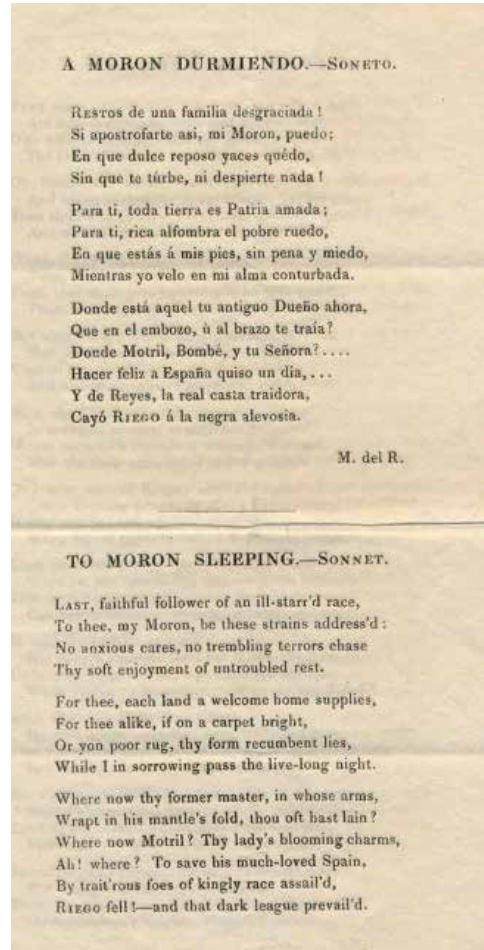 A MORON DURMIENDO.—SONETO.
RESTOS de una familia desgraciada!
Si apostrofarte asi, mi Moron, puedo;
En que dulce reposo yaces quédo,
Sin que te túrbe, ni despierte nada!
Para ti, toda tierra es Patria amada;
Para ti, rica alfombra el pobre ruedo,
En que estás á mis pies, sin pena y miedo,
Mientras yo velo en mi alma conturbada.
Donde está aquel tu antiguo Dueño ahora,
Que en el embozo, ù al brazo te traía?
Donde Motril, Bombé, y tu Señora?....
Hacer feliz a España quiso un dia,...
Y de Reyes, la real casta traidora,
Cayó RIEGO á la negra alevosia.
M. del R.
TO MORON SLEEPING.—SONNET.
LAST, faithful follower of an ill-starr'd race,
To thee, my Moron, be these strains address'd:
No anxious cares, no trembling terrors chase
Thy soft enjoyment of untroubled rest.
For thee, each land a welcome home supplies,
For thee alike, if on a carpet bright,
Or yon poor rug, thy form recumbent lies,
While I in sorrowing pass the live-long night.
Where now thy former master, in whose arms,
Wrapt in his mantle's fold, thou oft hast lain?
Where now Motril? Thy lady's blooming charms,
Ah! where? To save his much-loved Spain,
By trait'rous foes of kingly race assail'd,
RIEGO fell!—and that dark league prevail'd.